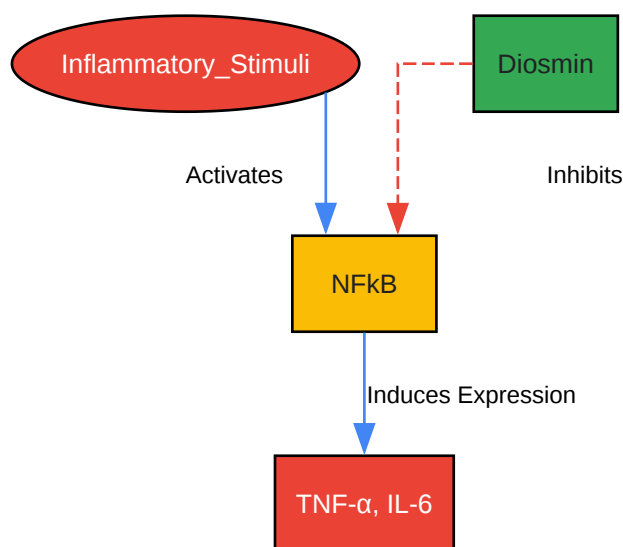 Inflammatory_Stimuli
Diosmin
Activates
Inhibits
NFkB
Induces Expression
TNF-α, IL-6